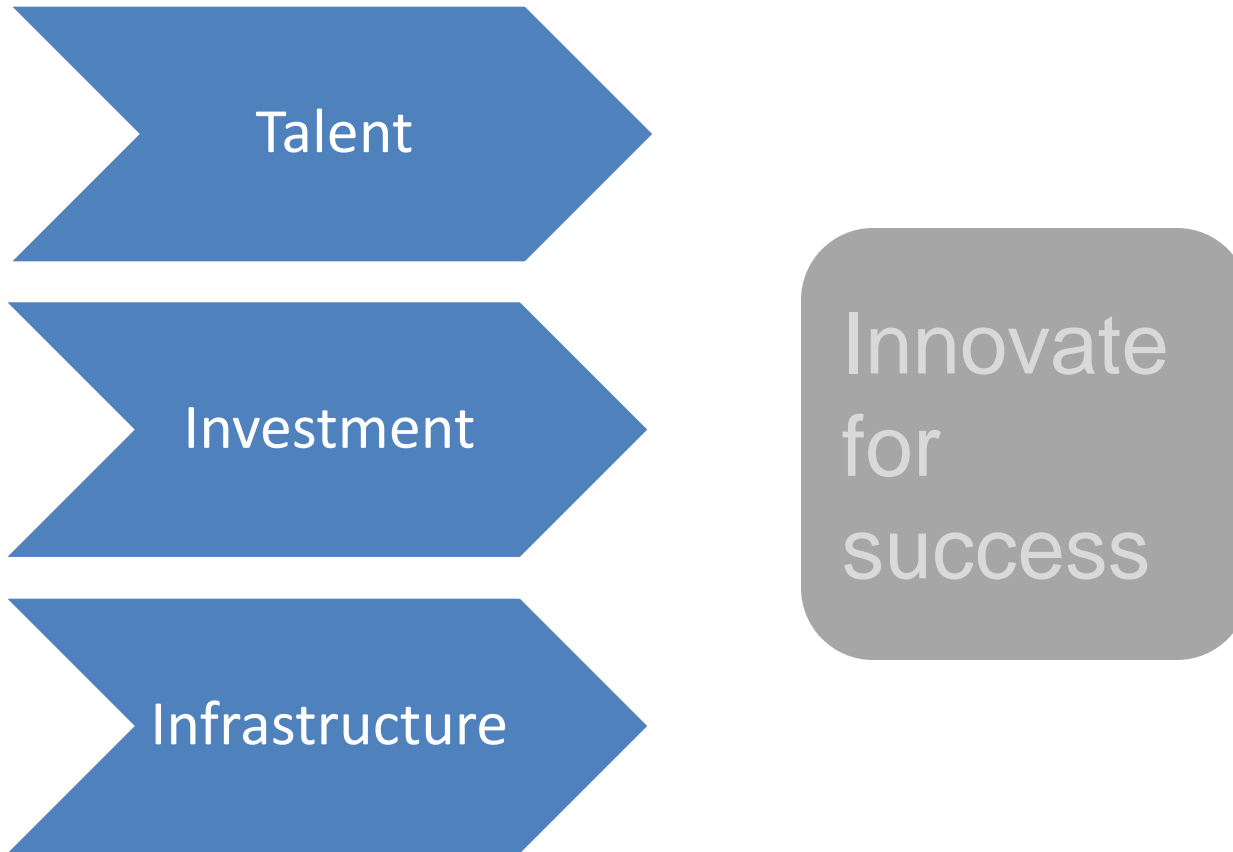 Talent
Investment
Infrastructure
Innovate
for
success